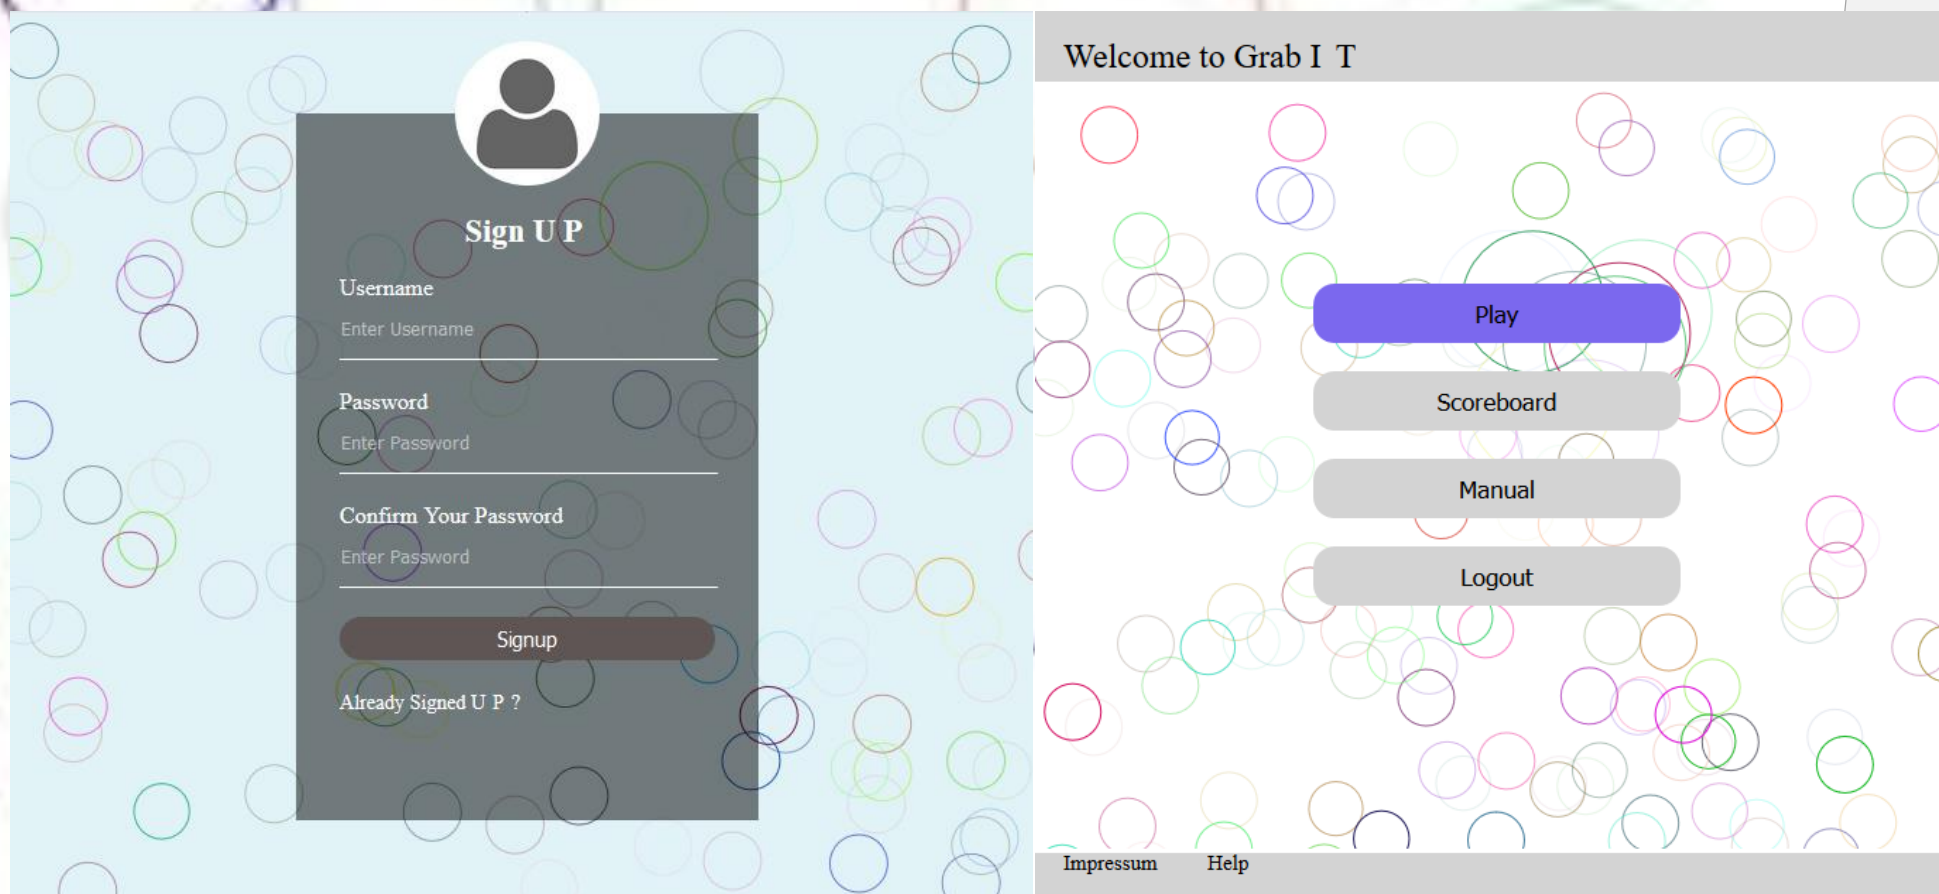 Sign U P
Username
Enter Username
Password
Enter Password
Confirm Your Password
Enter Password
Signup
Already Signed U P ?
Welcome to Grab I T
Play
Scoreboard
Manual
Logout
Impressum Help